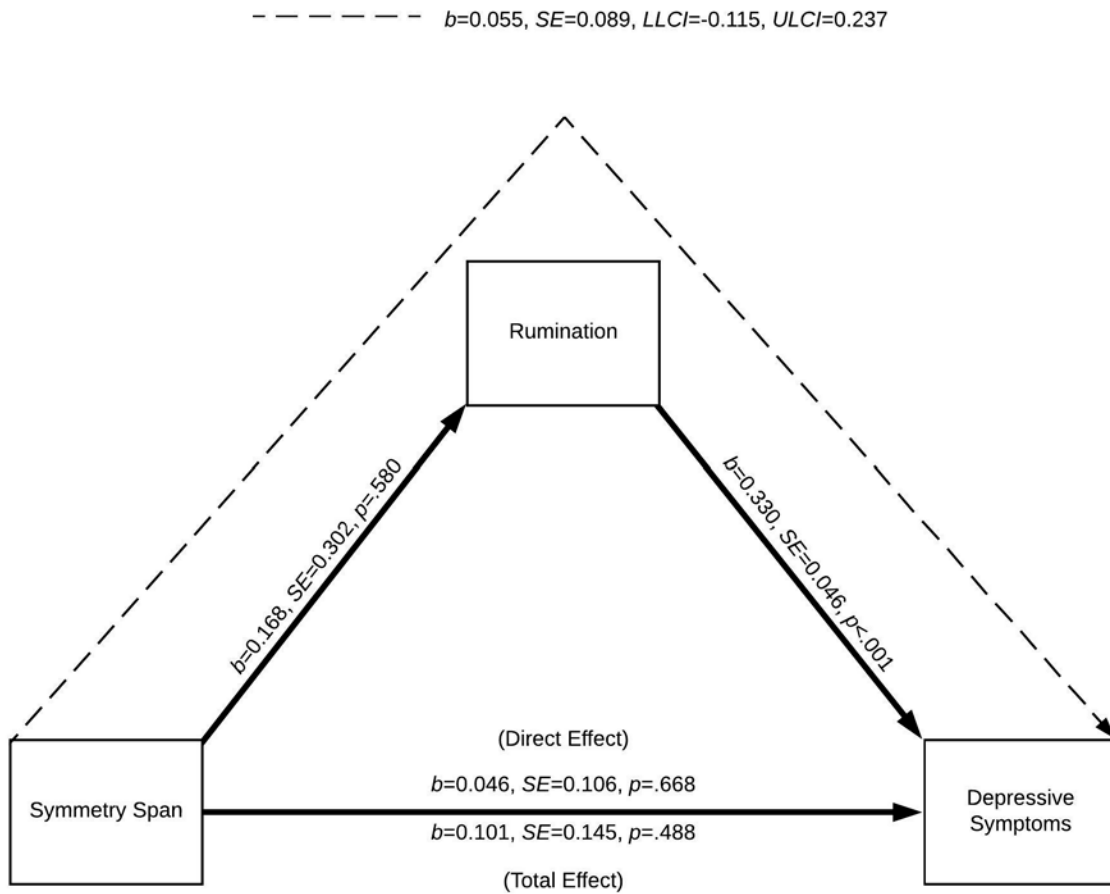 b=0.055, SE=0.089, LLCI=-0.115, ULCI=0.237
Rumination
b=0.168, SE=0.302, p=.580
b=0.330, SE=0.046, p<.001
(Direct Effect)
b=0.046, SE=0.106, p=.668
Symmetry Span
Depressive
Symptoms
b=0.101, SE=0.145, p=.488
(Total Effect)